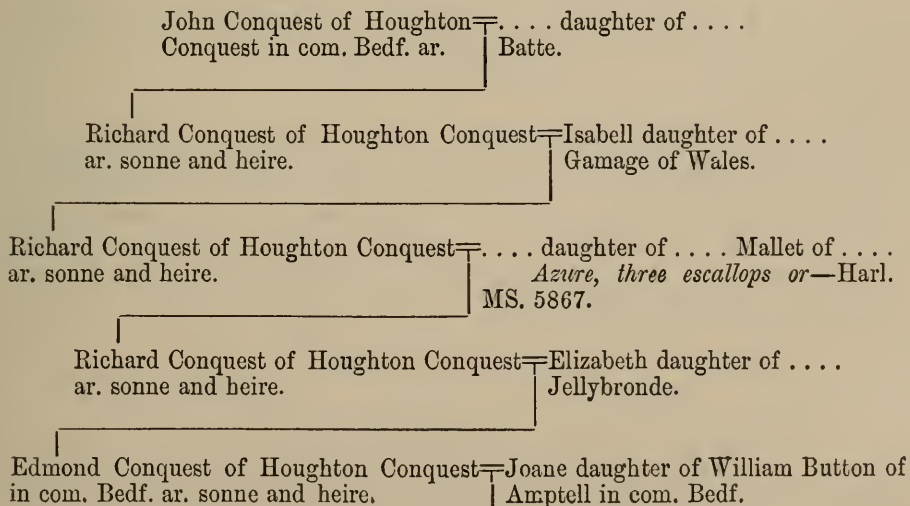 John Conquest of Houghton=. . . . daughter of . . . .
Conquest in com. Bedf. ar. Batte.
Richard Conquest of Houghton Conquest=Isabell daughter of . . . .
ar. sonne and heire. Gamage of Wales.
Richard Conquest of Houghton Conquest=. . . . daughter of . . . . Mallet of . . . .
ar. sonne and heire. Azure, three escallops or—Harl.
MS. 5867.
Richard Conquest of Houghton Conquest=Elizabeth daughter of . . . .
ar. sonne and heire. Jellybronde.
Edmond Conquest of Houghton Conquest=Joane daughter of William Button of
in com. Bedf. ar. sonne and heire. Amptell in com. Bedf.